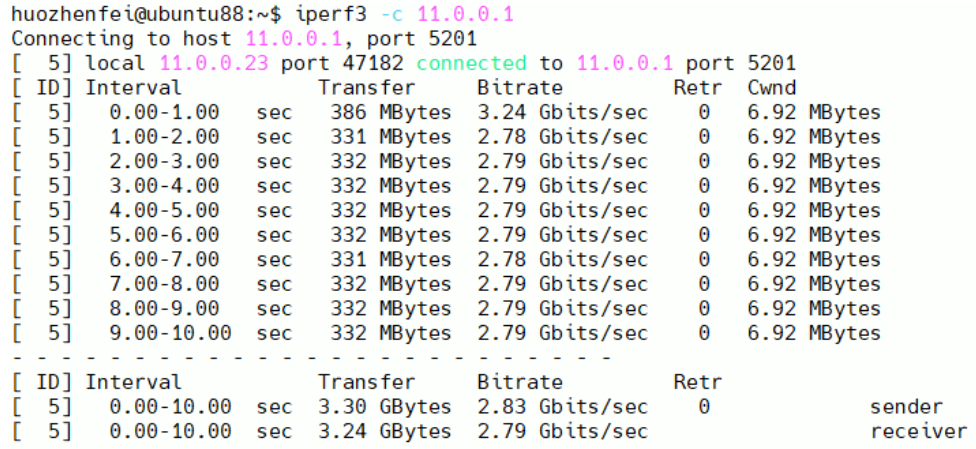 huozhenfei@ubuntu88:~$ iperf3 -c 11.0.0.1
Connecting to host 11.0.0.1, port 5201
[  5] local 11.0.0.23 port 47182 connected to 11.0.0.1 port 5201
[ ID] Interval           Transfer     Bitrate         Retr  Cwnd
[  5]   0.00-1.00   sec   386 MBytes  3.24 Gbits/sec    0   6.92 MBytes
[  5]   1.00-2.00   sec   331 MBytes  2.78 Gbits/sec    0   6.92 MBytes
[  5]   2.00-3.00   sec   332 MBytes  2.79 Gbits/sec    0   6.92 MBytes
[  5]   3.00-4.00   sec   332 MBytes  2.79 Gbits/sec    0   6.92 MBytes
[  5]   4.00-5.00   sec   332 MBytes  2.79 Gbits/sec    0   6.92 MBytes
[  5]   5.00-6.00   sec   332 MBytes  2.79 Gbits/sec    0   6.92 MBytes
[  5]   6.00-7.00   sec   331 MBytes  2.78 Gbits/sec    0   6.92 MBytes
[  5]   7.00-8.00   sec   332 MBytes  2.79 Gbits/sec    0   6.92 MBytes
[  5]   8.00-9.00   sec   332 MBytes  2.79 Gbits/sec    0   6.92 MBytes
[  5]   9.00-10.00  sec   332 MBytes  2.79 Gbits/sec    0   6.92 MBytes
- - - - - - - - - - - - - - - - - - - - - - - - -
[ ID] Interval           Transfer     Bitrate         Retr
[  5]   0.00-10.00  sec  3.30 GBytes  2.83 Gbits/sec    0             sender
[  5]   0.00-10.00  sec  3.24 GBytes  2.79 Gbits/sec                  receiver